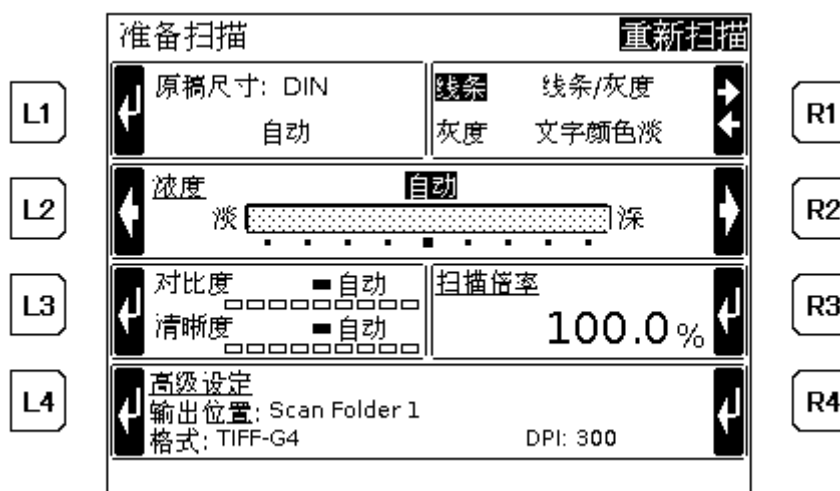 准备扫描 重新扫描
L1 原稿尺寸: DIN 线条 线条/灰度 R1
自动 灰度 文字颜色淡
L2 浓度 自动 R2
淡 深
L3 对比度 自动 扫描倍率 R3
清晰度 自动 100.0%
L4 高级设定 R4
输出位置: Scan Folder 1
格式: TIFF-G4 DPI: 300